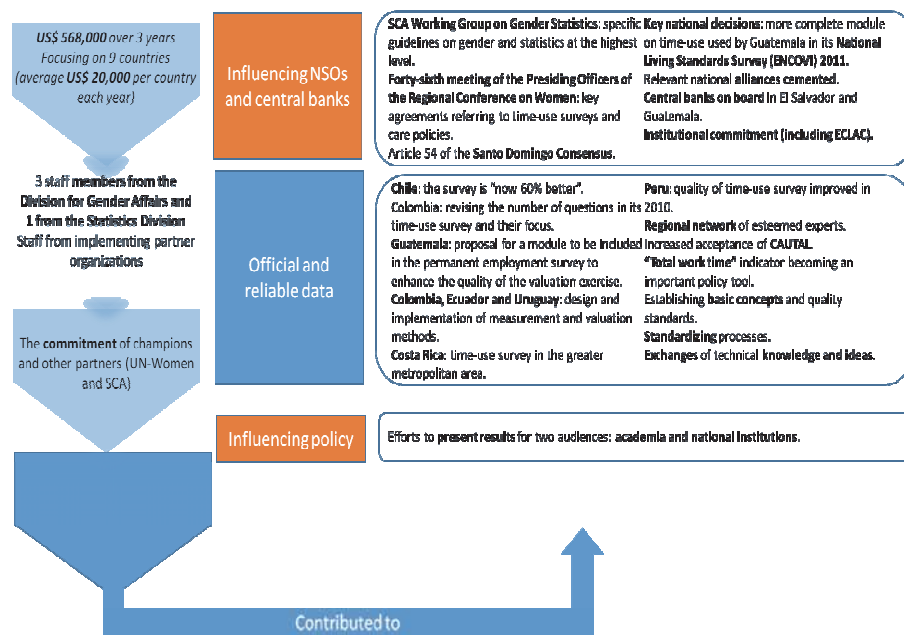 US$ 568,000 over 3 years
Focusing on 9 countries
(average US$ 20,000 per country
each year)
3 staff members from the
Division for Gender Affairs and
1 from the Statistics Division
Staff from implementing partner
organizations
The commitment of champions
and other partners (UN-Women
and SCA)
Influencing NSOs
and central banks
SCA Working Group on Gender Statistics: specific
guidelines on gender and statistics at the highest
level.
Forty-sixth meeting of the Presiding Officers of
the Regional Conference on Women: key
agreements referring to time-use surveys and
care policies.
Article 54 of the Santo Domingo Consensus.
Key national decisions: more complete module
on time-use used by Guatemala in its National
Living Standards Survey (ENCOVI) 2011.
Relevant national alliances cemented.
Central banks on board in El Salvador and
Guatemala.
Institutional commitment (including ECLAC).
Official and
reliable data
Chile: the survey is "now 60% better".
Colombia: revising the number of questions in its
time-use survey and their focus.
Guatemala: proposal for a module to be included
in the permanent employment survey to
enhance the quality of the valuation exercise.
Colombia, Ecuador and Uruguay: design and
implementation of measurement and valuation
methods.
Costa Rica: time-use survey in the greater
metropolitan area.
Peru: quality of time-use survey improved in
2010.
Regional network of esteemed experts.
Increased acceptance of CAUTAL.
"Total work time" indicator becoming an
important policy tool.
Establishing basic concepts and quality
standards.
Standardizing processes.
Exchanges of technical knowledge and ideas.
Influencing policy
Efforts to present results for two audiences: academia and national institutions.
Contributed to